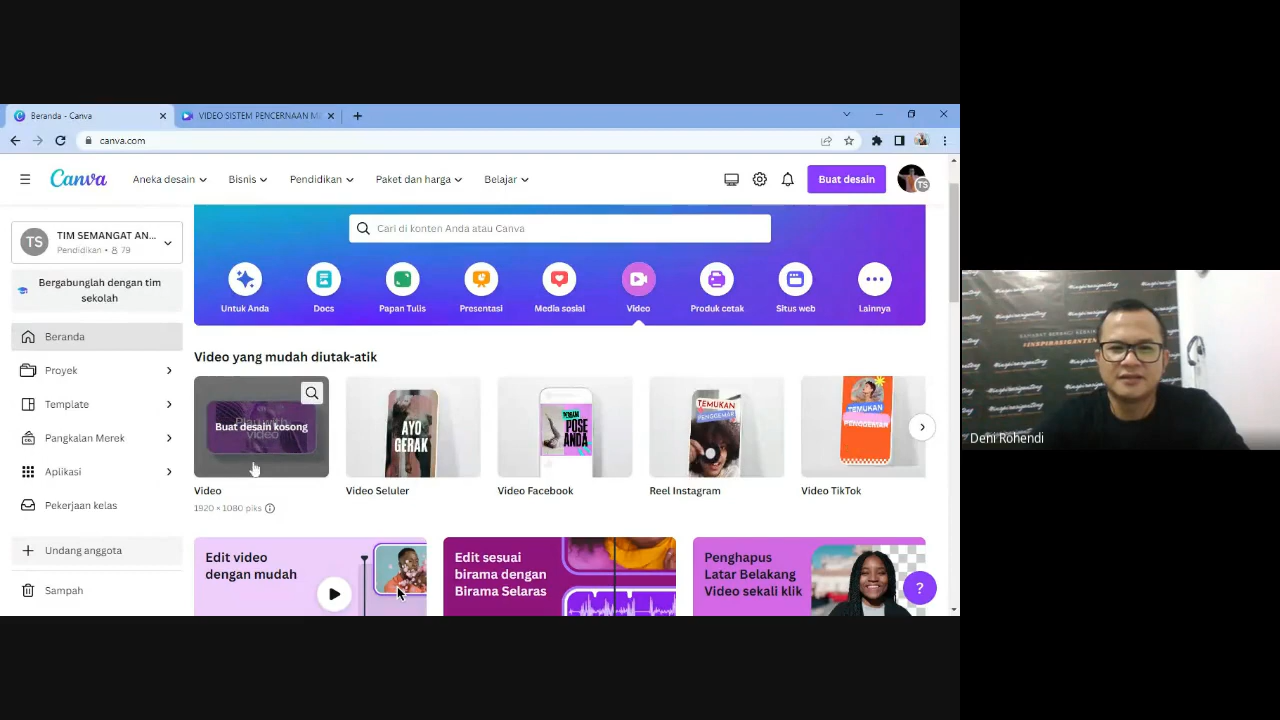 Beranda - Canva
VIDEO SISTEM PENCERNAAN MA
canva.com
Canva
Aneka desain
Bisnis
Pendidikan
Paket dan harga
Belajar
Buat desain
TS
TS
TIM SEMANGAT AN...
Pendidikan • 79
Bergabunglah dengan tim
sekolah
Beranda
Proyek
Template
Pangkalan Merek
Aplikasi
Pekerjaan kelas
Undang anggota
Sampah
Cari di konten Anda atau Canva
Untuk Anda
Docs
Papan Tulis
Presentasi
Media sosial
Video
Produk cetak
Situs web
Lainnya
Video yang mudah diutak-atik
Buat desain kosong
AYO
GERAK
POSE
ANDA
TEMUKAN
PENGGEMAR
TEMUKAN
PENGGEMAR
Video
Video Seluler
Video Facebook
Reel Instagram
Video TikTok
1920 × 1080 piks
Edit video
dengan mudah
Edit sesuai
birama dengan
Birama Selaras
Penghapus
Latar Belakang
Video sekali klik
?
#INSPIRASIKANTENG
Deni Rohendi